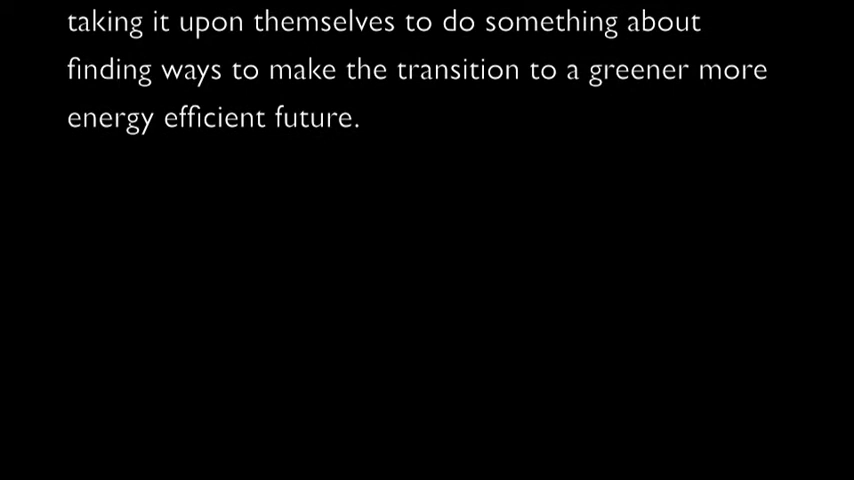 taking it upon themselves to do something about
finding ways to make the transition to a greener more
energy efficient future.